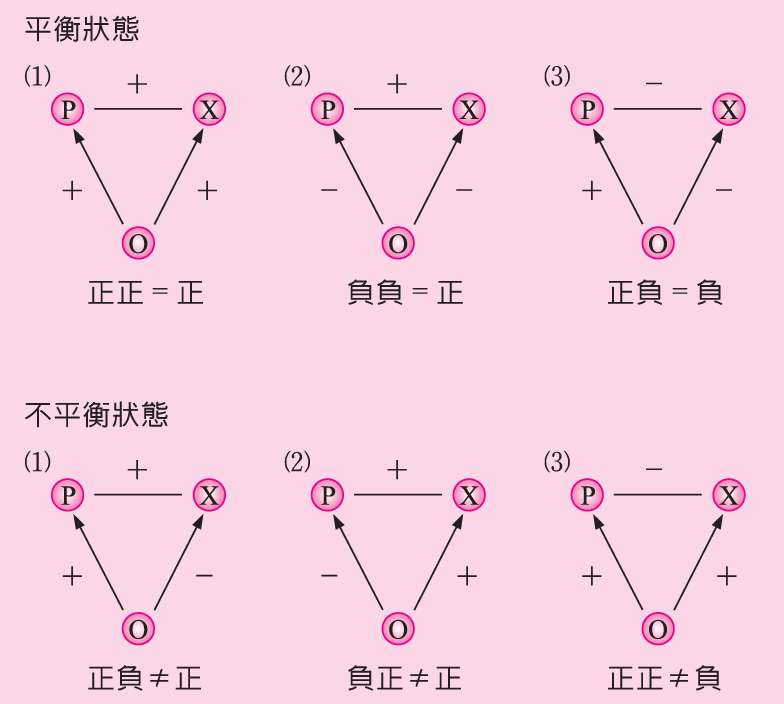 平衡狀態
(1) (2) (3)
+ + −
P X P X P X
+ + − − + −
O O O
正正 = 正 負負 = 正 正負 = 負
不平衡狀態
(1) (2) (3)
+ + −
P X P X P X
+ − − + + +
O O O
正負 ≠ 正 負正 ≠ 正 正正 ≠ 負